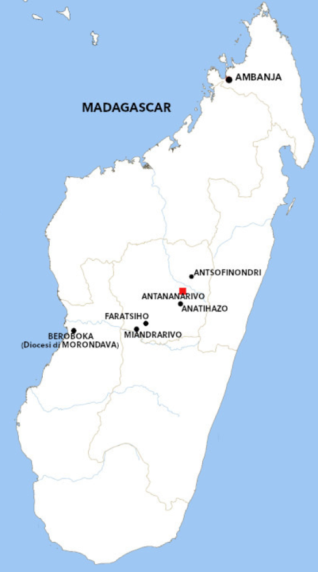 AMBANJA
MADAGASCAR
ANTSOFINONDRI
ANTANANARIVO
ANATIHAZO
FARATSIHO
MIANDRARIVO
BEROBOKA
(Diocesi di MORONDAVA)